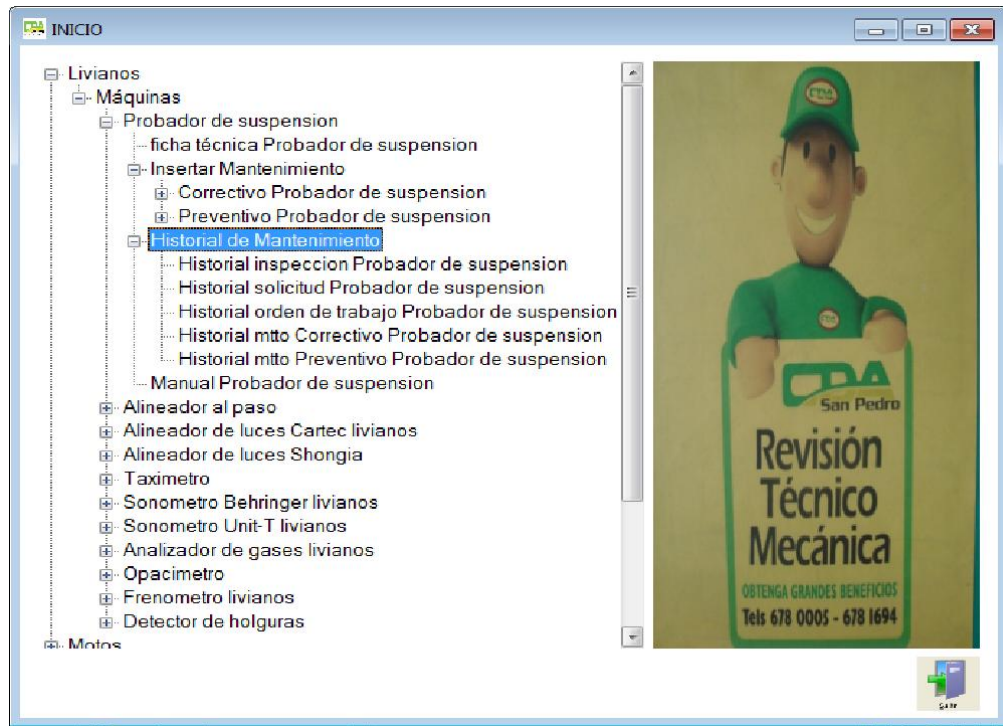 INICIO
Livianos
Máquinas
Probador de suspension
ficha técnica Probador de suspension
Insertar Mantenimiento
Correctivo Probador de suspension
Preventivo Probador de suspension
Historial de Mantenimiento
Historial inspeccion Probador de suspension
Historial solicitud Probador de suspension
Historial orden de trabajo Probador de suspension
Historial mtto Correctivo Probador de suspension
Historial mtto Preventivo Probador de suspension
Manual Probador de suspension
Alineador al paso
Alineador de luces Cartec livianos
Alineador de luces Shongia
Taximetro
Sonometro Behringer livianos
Sonometro Unit-T livianos
Analizador de gases livianos
Opacimetro
Frenometro livianos
Detector de holguras
Motos
CDA
San Pedro
Revisión
Técnico
Mecánica
OBTENGA GRANDES BENEFICIOS
Tels 678 0005 - 678 1694